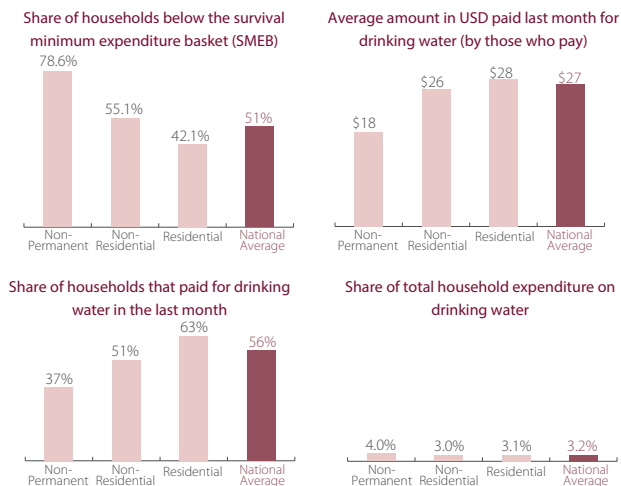 Share of households below the survival
minimum expenditure basket (SMEB)
78.6%
55.1%
42.1%
51%
Non-
Permanent
Non-
Residential
Residential
National
Average
Average amount in USD paid last month for
drinking water (by those who pay)
$18
$26
$28
$27
Non-
Permanent
Non-
Residential
Residential
National
Average
Share of households that paid for drinking
water in the last month
37%
51%
63%
56%
Non-
Permanent
Non-
Residential
Residential
National
Average
Share of total household expenditure on
drinking water
4.0%
3.0%
3.1%
3.2%
Non-
Permanent
Non-
Residential
Residential
National
Average